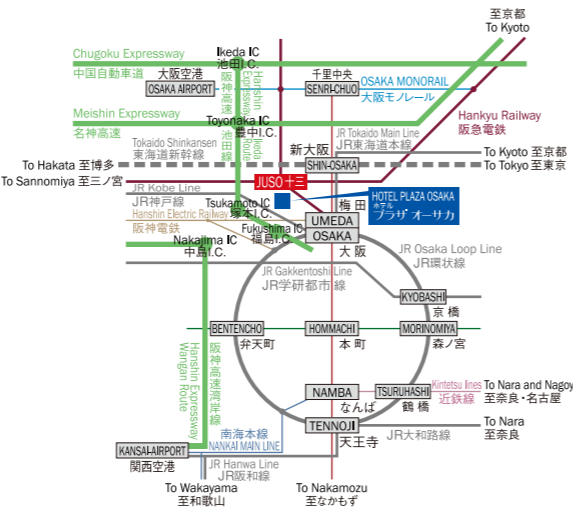 至京都
To Kyoto
Chugoku Expressway
中国自動車道
Ikeda IC
池田I.C.
大阪空港
OSAKA AIRPORT
千里中央
SENRI-CHUO
OSAKA MONORAIL
大阪モノレール
阪神高速
池田線
Hanshin Expressway
Ikeda Route
Meishin Expressway
名神高速
Toyonaka IC
豊中I.C.
Hankyu Railway
阪急電鉄
Tokaido Shinkansen
東海道新幹線
新大阪
SHIN-OSAKA
JR Tokaido Main Line
JR東海道本線
To Kyoto 至京都
To Hakata 至博多
To Tokyo 至東京
To Sannomiya 至三ノ宮
JUSO 十三
JR Kobe Line
JR神戸線
Tsukamoto IC
塚本I.C.
HOTEL PLAZA OSAKA
ホテル
プラザ オーサカ
梅田
Hanshin Electric Railway
阪神電鉄
Fukushima IC
福島I.C.
UMEDA
OSAKA
大阪
Nakajima IC
中島I.C.
JR Osaka Loop Line
JR環状線
JR Gakkentoshi Line
JR学研都市線
KYOBASHI
京橋
BENTENCHO
弁天町
HOMMACHI
本町
MORINOMIYA
森ノ宮
Hanshin Expressway
Wangan Route
阪神高速湾岸線
NAMBA
なんば
TSURUHASHI
鶴橋
Kintetsu lines
近鉄線
To Nara and Nagoy
至奈良・名古屋
南海本線
NANKAI MAIN LINE
TENNOJI
天王寺
JR大和路線
To Nara
至奈良
KANSAI-AIRPORT
関西空港
JR Hanwa Line
JR阪和線
To Wakayama
至和歌山
To Nakamozu
至なかもず